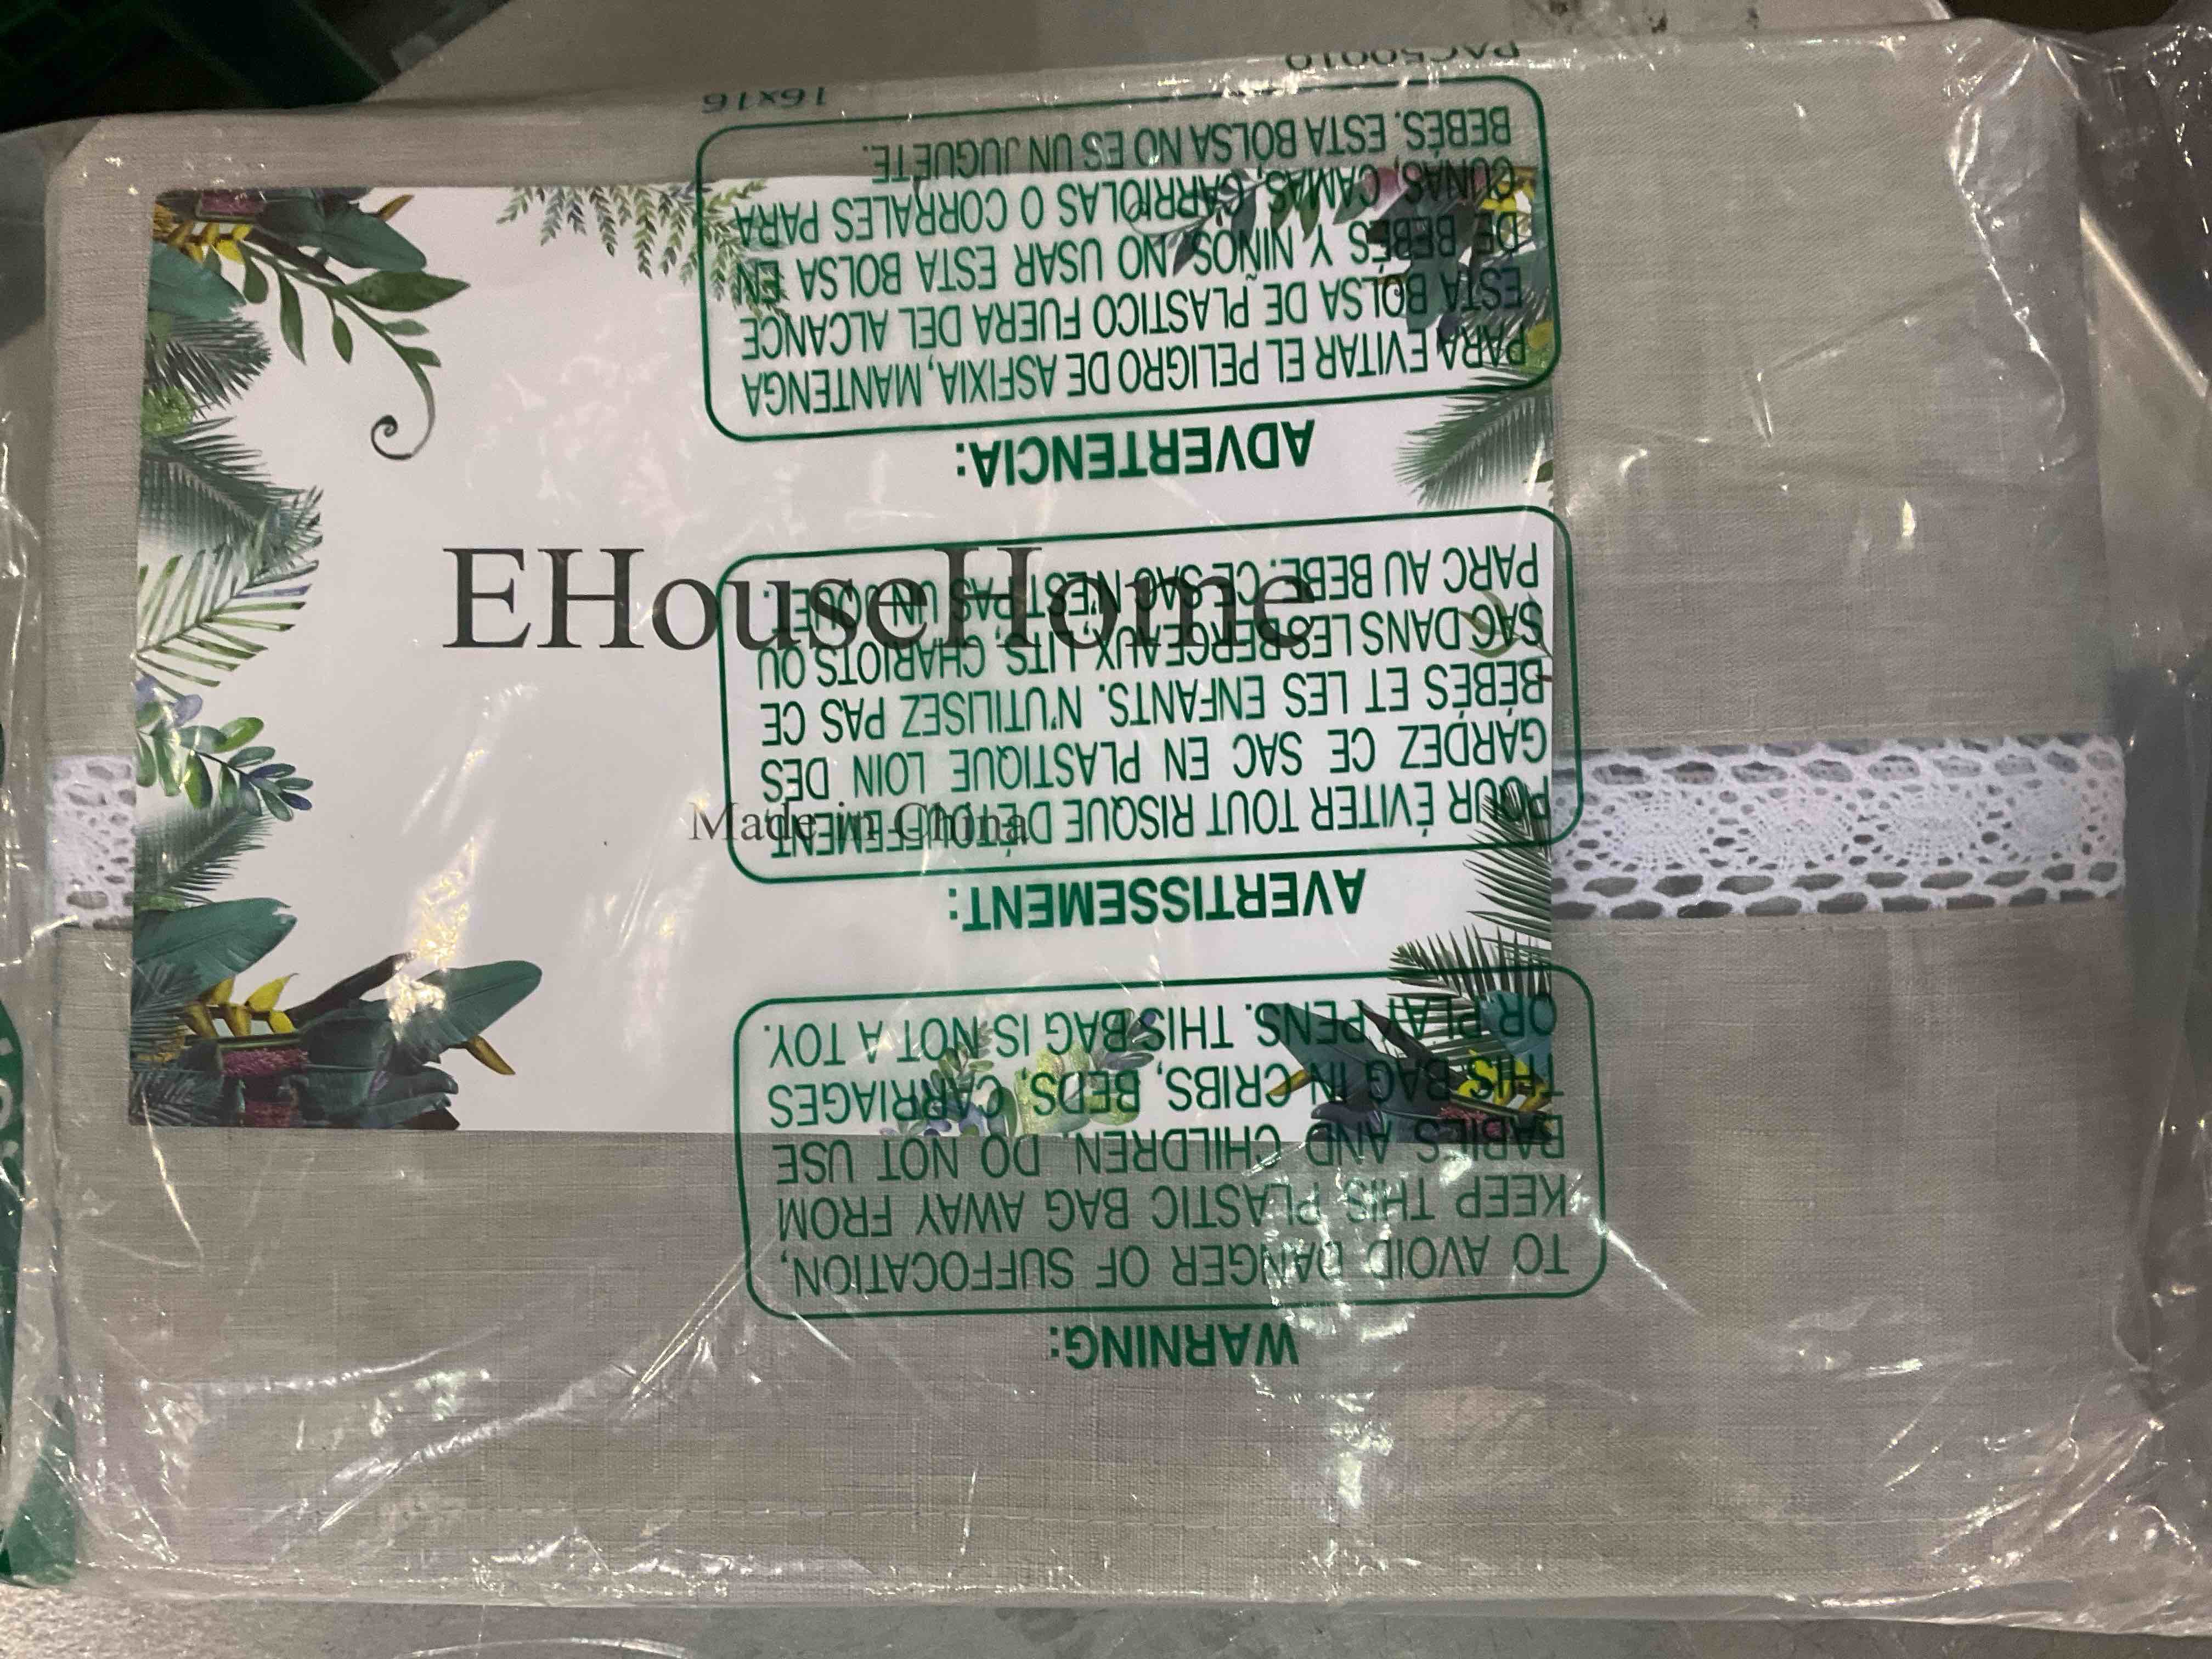 EHouseHome
Made in China
WARNING:
TO AVOID DANGER OF SUFFOCATION,
KEEP THIS PLASTIC BAG AWAY FROM
BABIES AND CHILDREN. DO NOT USE
THIS BAG IN CRIBS, BEDS, CARRIAGES
OR PLAY PENS. THIS BAG IS NOT A TOY.
AVERTISSEMENT:
POUR ÉVITER TOUT RISQUE D'ÉTOUFFEMENT
GARDEZ CE SAC EN PLASTIQUE LOIN DES
BÉBÉS ET LES ENFANTS. N'UTILISEZ PAS CE
SAC DANS LES BERCEAUX, LITS, CHARIOTS OU
PARC AU BEBE. CE SAC N'EST PAS UN JOUET.
ADVERTENCIA:
PARA EVITAR EL PELIGRO DE ASFIXIA, MANTENGA
ESTA BOLSA DE PLASTICO FUERA DEL ALCANCE
DE BEBÉS Y NIÑOS. NO USAR ESTA BOLSA EN
CUNAS, CAMAS, CARRIOLAS O CORRALES PARA
BEBÉS. ESTA BOLSA NO ES UN JUGUETE.
16x16